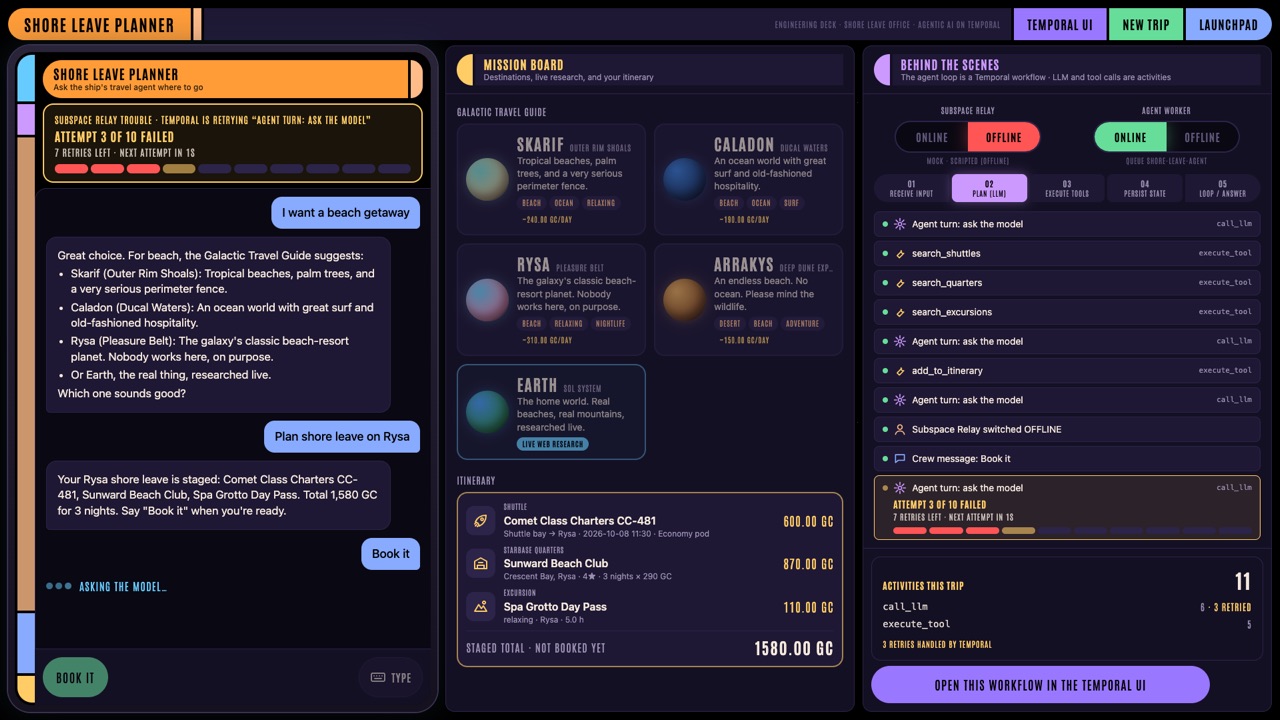 SHORE LEAVE PLANNER
ENGINEERING DECK · SHORE LEAVE OFFICE · AGENTIC AI ON TEMPORAL
TEMPORAL UI
NEW TRIP
LAUNCHPAD
SHORE LEAVE PLANNER
Ask the ship's travel agent where to go
SUBSPACE RELAY TROUBLE · TEMPORAL IS RETRYING "AGENT TURN: ASK THE MODEL"
ATTEMPT 3 OF 10 FAILED
7 RETRIES LEFT · NEXT ATTEMPT IN 1S
I want a beach getaway
Great choice. For beach, the Galactic Travel Guide suggests:
• Skarif (Outer Rim Shoals): Tropical beaches, palm trees, and
a very serious perimeter fence.
• Caladon (Ducal Waters): An ocean world with great surf and
old-fashioned hospitality.
• Rysa (Pleasure Belt): The galaxy's classic beach-resort
planet. Nobody works here, on purpose.
• Or Earth, the real thing, researched live.
Which one sounds good?
Plan shore leave on Rysa
Your Rysa shore leave is staged: Comet Class Charters CC-
481, Sunward Beach Club, Spa Grotto Day Pass. Total 1,580 GC
for 3 nights. Say "Book it" when you're ready.
Book it
ASKING THE MODEL…
BOOK IT
TYPE
MISSION BOARD
Destinations, live research, and your itinerary
GALACTIC TRAVEL GUIDE
SKARIF OUTER RIM SHOALS
Tropical beaches, palm
trees, and a very serious
perimeter fence.
BEACH OCEAN RELAXING
~240.00 GC/DAY
CALADON DUCAL WATERS
An ocean world with great
surf and old-fashioned
hospitality.
BEACH OCEAN SURF
~190.00 GC/DAY
RYSA PLEASURE BELT
The galaxy's classic beach-
resort planet. Nobody
works here, on purpose.
BEACH RELAXING NIGHTLIFE
~310.00 GC/DAY
ARRAKYS DEEP DUNE EXP…
An endless beach. No
ocean. Please mind the
wildlife.
DESERT BEACH ADVENTURE
~150.00 GC/DAY
EARTH SOL SYSTEM
The home world. Real
beaches, real mountains,
researched live.
LIVE WEB RESEARCH
ITINERARY
SHUTTLE
Comet Class Charters CC-481
Shuttle bay → Rysa · 2026-10-08 11:30 · Economy pod
600.00 GC
STARBASE QUARTERS
Sunward Beach Club
Crescent Bay, Rysa · 4★ · 3 nights × 290 GC
870.00 GC
EXCURSION
Spa Grotto Day Pass
relaxing · Rysa · 5.0 h
110.00 GC
STAGED TOTAL · NOT BOOKED YET
1580.00 GC
BEHIND THE SCENES
The agent loop is a Temporal workflow · LLM and tool calls are activities
SUBSPACE RELAY
ONLINE OFFLINE
MOCK · SCRIPTED (OFFLINE)
AGENT WORKER
ONLINE OFFLINE
QUEUE SHORE-LEAVE-AGENT
01 RECEIVE INPUT
02 PLAN (LLM)
03 EXECUTE TOOLS
04 PERSIST STATE
05 LOOP / ANSWER
Agent turn: ask the model call_llm
search_shuttles execute_tool
search_quarters execute_tool
search_excursions execute_tool
Agent turn: ask the model call_llm
add_to_itinerary execute_tool
Agent turn: ask the model call_llm
Subspace Relay switched OFFLINE
Crew message: Book it
Agent turn: ask the model call_llm
ATTEMPT 3 OF 10 FAILED
7 RETRIES LEFT · NEXT ATTEMPT IN 1S
ACTIVITIES THIS TRIP 11
call_llm 6 · 3 RETRIED
execute_tool 5
3 RETRIES HANDLED BY TEMPORAL
OPEN THIS WORKFLOW IN THE TEMPORAL UI